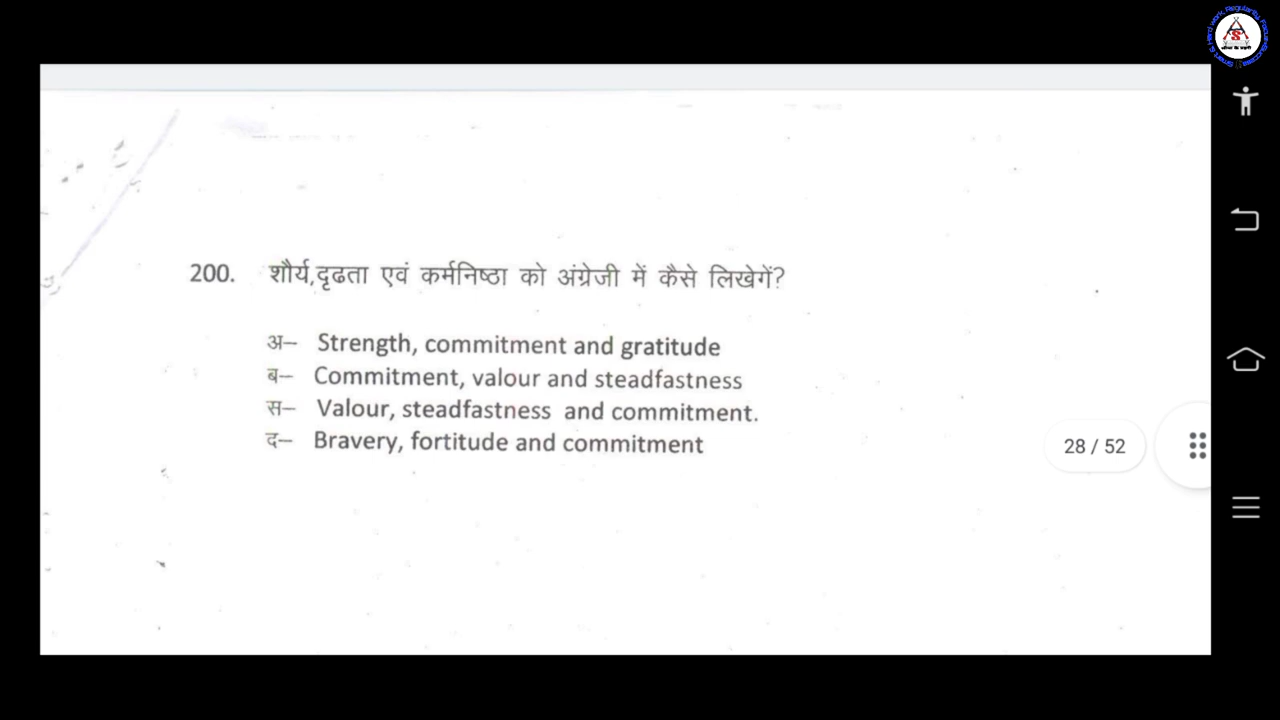 200. शौर्य,दृढता एवं कर्मनिष्ठा को अंग्रेजी में कैसे लिखेगें?
अ— Strength, commitment and gratitude
ब— Commitment, valour and steadfastness
स— Valour, steadfastness and commitment.
द— Bravery, fortitude and commitment
28 / 52